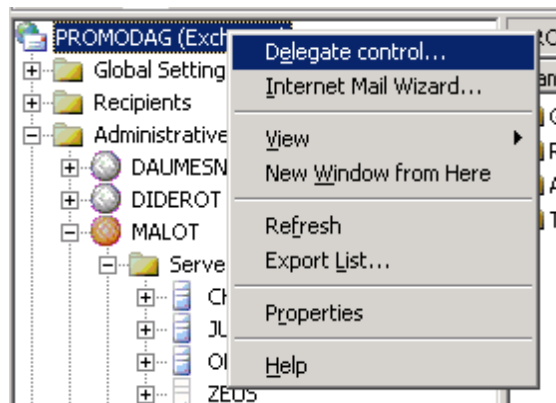 PROMODAG (Exch
Global Setting
Recipients
Administrative
DAUMESN
DIDEROT
MALOT
Serve
ZEUS
Delegate control...
Internet Mail Wizard...
View
New Window from Here
Refresh
Export List...
Properties
Help